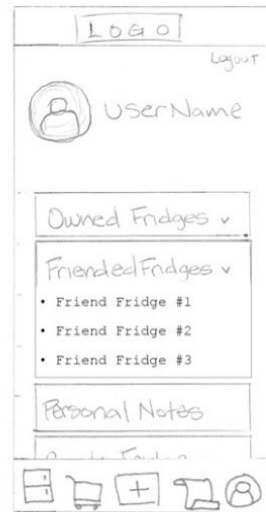 LOGO
Logout
UserName
Owned Fridges
Friended Fridges
• Friend Fridge #1
• Friend Fridge #2
• Friend Fridge #3
Personal Notes